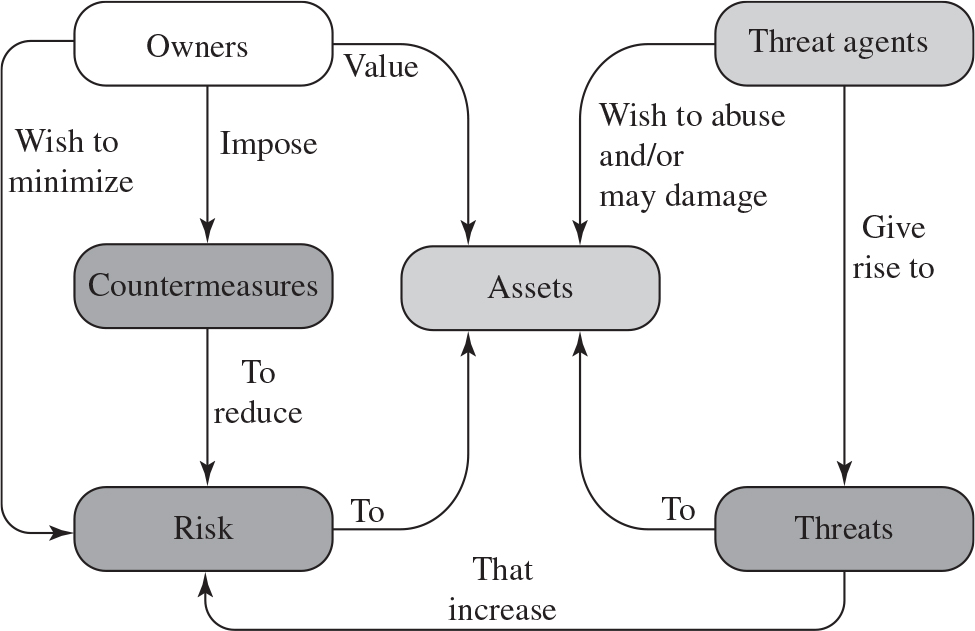 Owners
Value
Threat agents
Wish to
minimize
Impose
Wish to abuse
and/or
may damage
Give
rise to
Countermeasures
Assets
To
reduce
Risk
To
To
Threats
That
increase